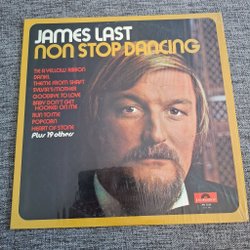 JAMES LAST
NON STOP DANCING
TIE A YELLOW RIBBON
DANIEL
THEME FROM SHAFT
SYLVIA'S MOTHER
GOODBYE TO LOVE
BABY DON'T GET
HOOKED ON ME
RUN TO ME
POPCORN
HEART OF STONE
Plus 19 others